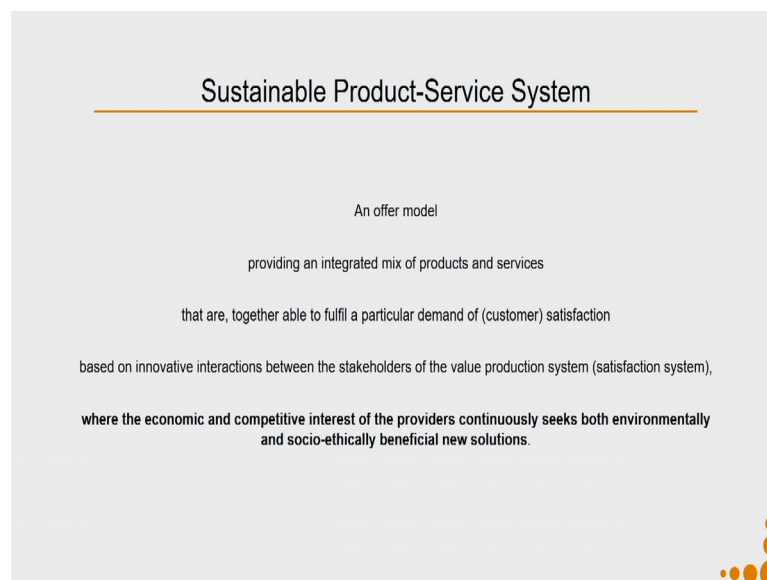 Sustainable Product-Service System
An offer model
providing an integrated mix of products and services
that are, together able to fulfil a particular demand of (customer) satisfaction
based on innovative interactions between the stakeholders of the value production system (satisfaction system),
where the economic and competitive interest of the providers continuously seeks both environmentally
and socio-ethically beneficial new solutions.